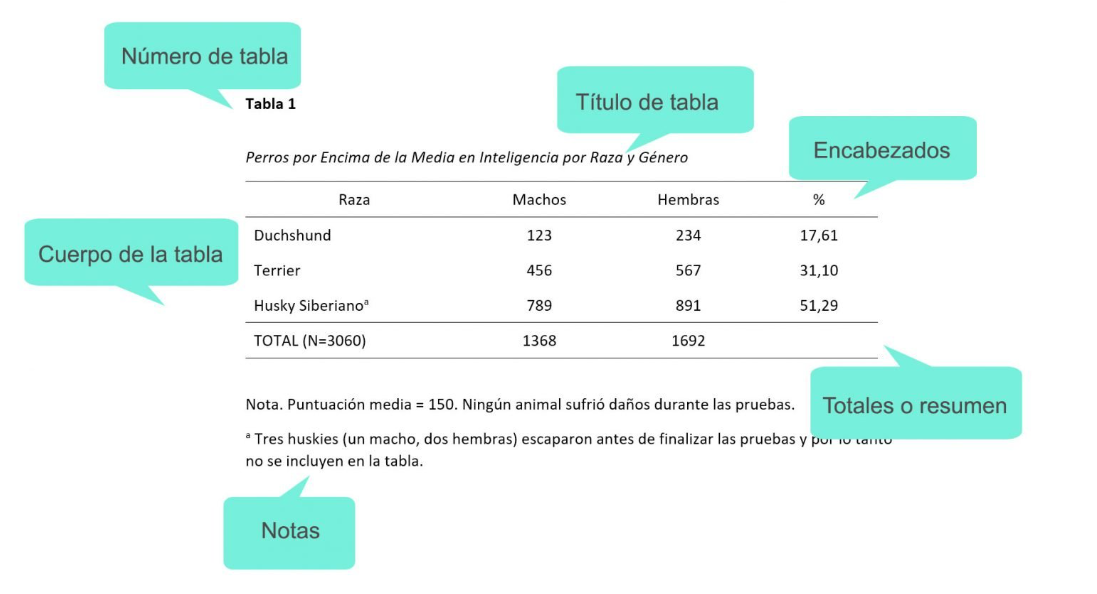 Número de tabla
Tabla 1
Título de tabla
Perros por Encima de la Media en Inteligencia por Raza y Género
Encabezados
Raza Machos Hembras %
Duchshund 123 234 17,61
Cuerpo de la tabla
Terrier 456 567 31,10
Husky Siberianoᵃ 789 891 51,29
TOTAL (N=3060) 1368 1692
Nota. Puntuación media = 150. Ningún animal sufrió daños durante las pruebas.
Totales o resumen
ᵃ Tres huskies (un macho, dos hembras) escaparon antes de finalizar las pruebas y por lo tanto
no se incluyen en la tabla.
Notas